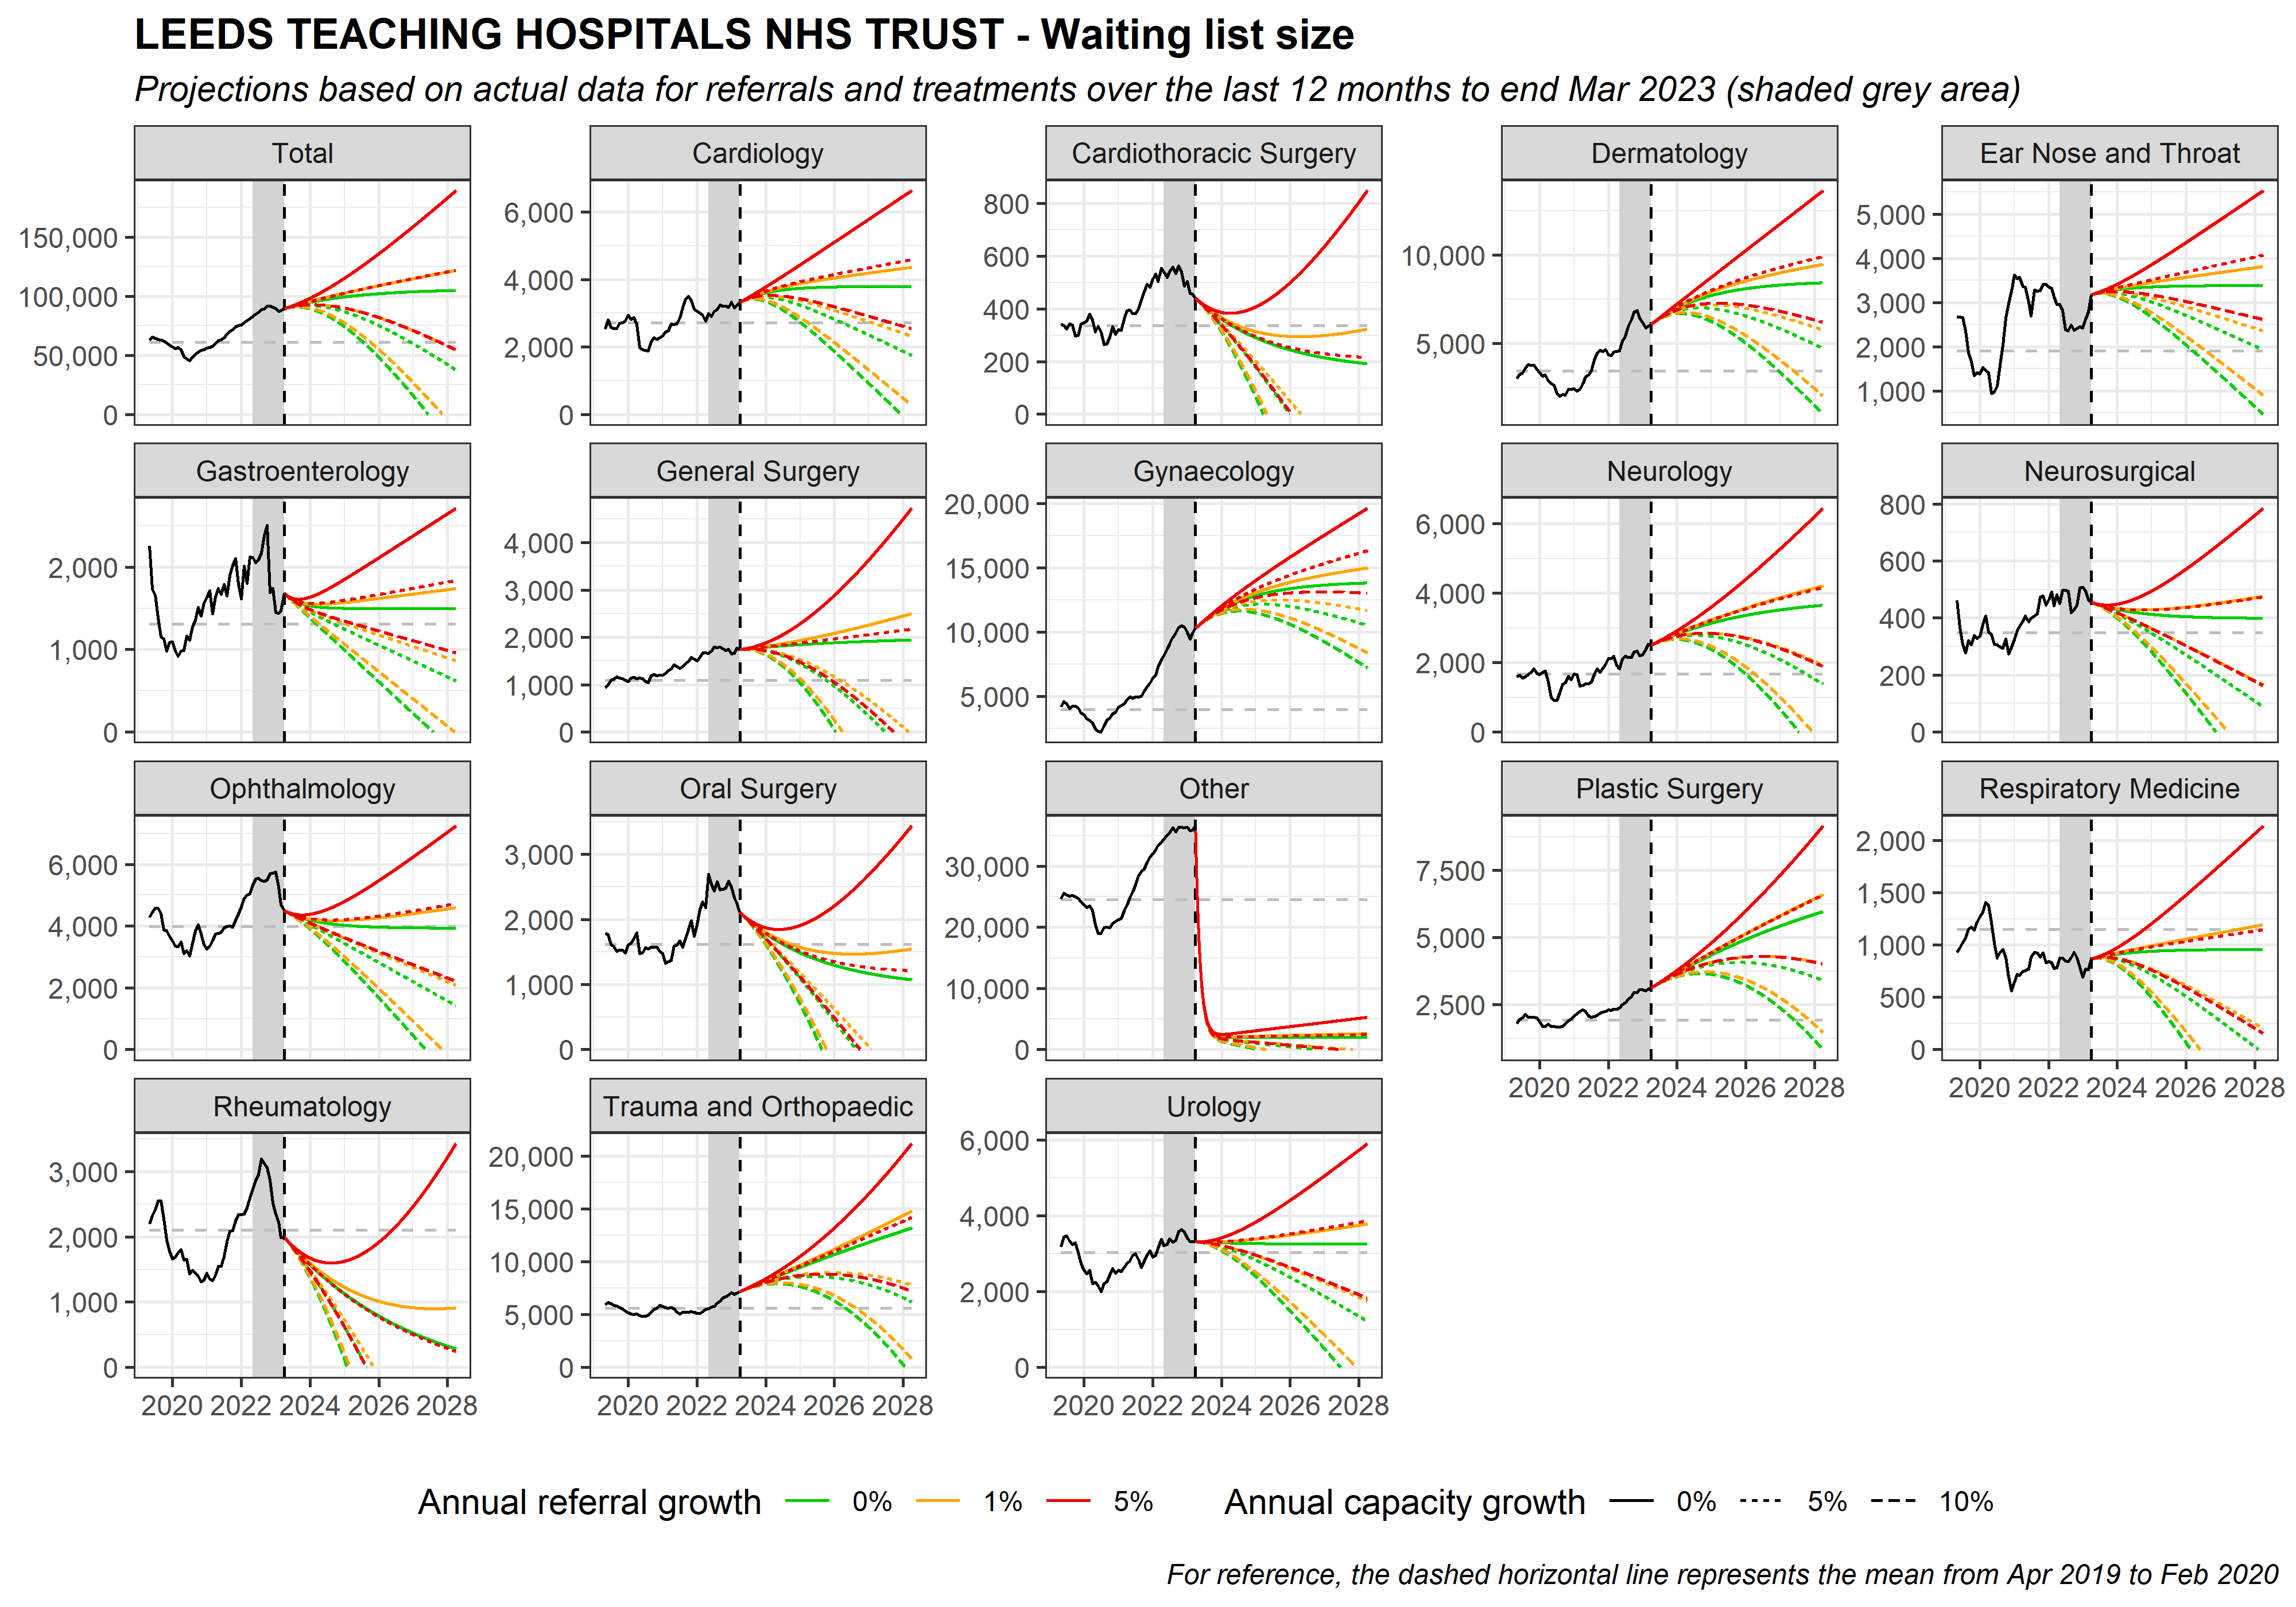 LEEDS TEACHING HOSPITALS NHS TRUST - Waiting list size
Projections based on actual data for referrals and treatments over the last 12 months to end Mar 2023 (shaded grey area)
Total
Cardiology
Cardiothoracic Surgery
Dermatology
Ear Nose and Throat
150,000
100,000
50,000
0
6,000
4,000
2,000
0
800
600
400
200
0
10,000
5,000
5,000
4,000
3,000
2,000
1,000
Gastroenterology
General Surgery
Gynaecology
Neurology
Neurosurgical
2,000
1,000
0
4,000
3,000
2,000
1,000
0
20,000
15,000
10,000
5,000
6,000
4,000
2,000
0
800
600
400
200
0
Ophthalmology
Oral Surgery
Other
Plastic Surgery
Respiratory Medicine
6,000
4,000
2,000
0
3,000
2,000
1,000
0
30,000
20,000
10,000
0
7,500
5,000
2,500
2,000
1,500
1,000
500
0
2020 2022 2024 2026 2028
2020 2022 2024 2026 2028
Rheumatology
Trauma and Orthopaedic
Urology
3,000
2,000
1,000
0
20,000
15,000
10,000
5,000
0
6,000
4,000
2,000
0
2020 2022 2024 2026 2028
2020 2022 2024 2026 2028
2020 2022 2024 2026 2028
Annual referral growth 0% 1% 5% Annual capacity growth 0% 5% 10%
For reference, the dashed horizontal line represents the mean from Apr 2019 to Feb 2020